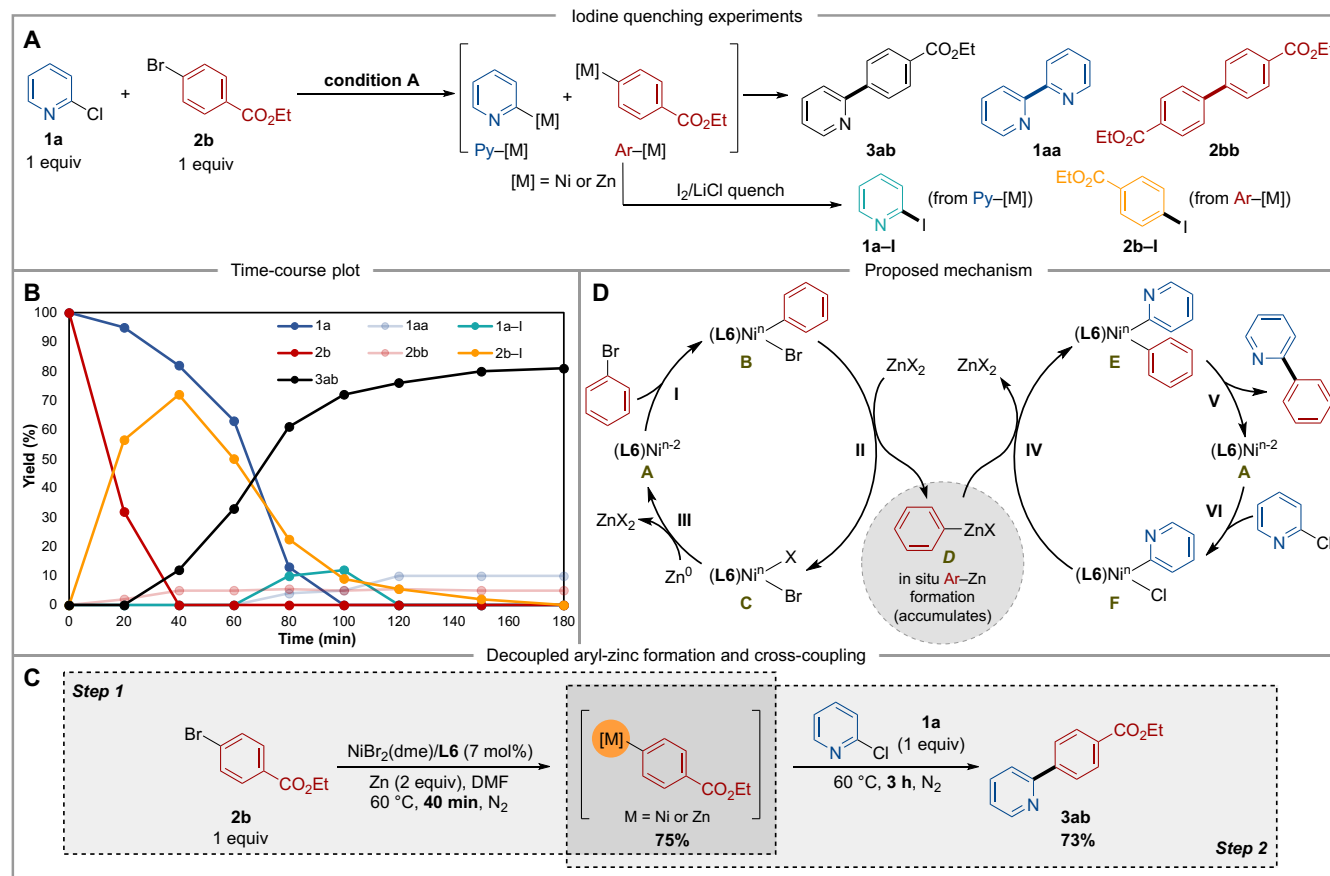 Iodine quenching experiments
A
N
Cl
1a
1 equiv
+
Br
CO2Et
2b
1 equiv
condition A
N
[M]
Py–[M]
+
[M]
CO2Et
Ar–[M]
[M] = Ni or Zn
CO2Et
N
3ab
N
N
1aa
CO2Et
EtO2C
2bb
I2/LiCl quench
N
I
1a–I
(from Py–[M])
EtO2C
I
2b–I
(from Ar–[M])
Time-course plot
B
Yield (%)
100
90
80
70
60
50
40
30
20
10
0
0
20
40
60
80
100
120
140
160
180
Time (min)
1a
1aa
1a–I
2b
2bb
2b–I
3ab
Proposed mechanism
D
Br
I
(L6)Niⁿ
Br
B
(L6)Niⁿ⁻²
A
ZnX2
III
Zn⁰
(L6)Niⁿ
X
Br
C
II
ZnX2
ZnX
D
in situ Ar–Zn
formation
(accumulates)
ZnX2
IV
N
(L6)Niⁿ
E
V
N
(L6)Niⁿ⁻²
A
VI
N
Cl
N
(L6)Niⁿ
Cl
F
Decoupled aryl-zinc formation and cross-coupling
C
Step 1
Br
CO2Et
2b
1 equiv
NiBr2(dme)/L6 (7 mol%)
Zn (2 equiv), DMF
60 °C, 40 min, N2
[M]
CO2Et
M = Ni or Zn
75%
N
Cl
1a
(1 equiv)
60 °C, 3 h, N2
CO2Et
N
3ab
73%
Step 2